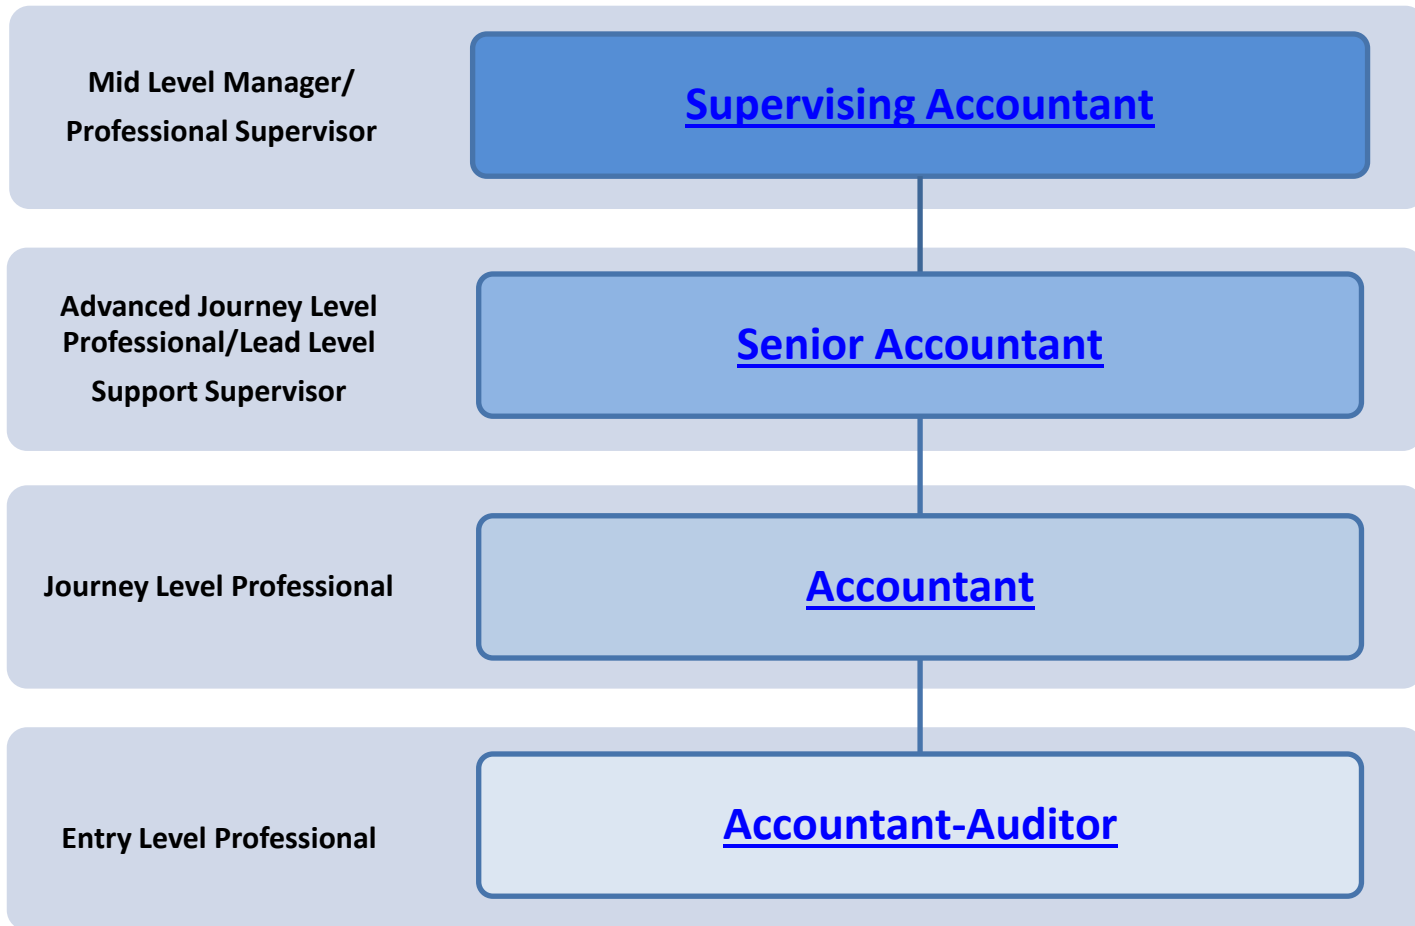 Mid Level Manager/
Professional Supervisor
Supervising Accountant
Advanced Journey Level
Professional/Lead Level
Support Supervisor
Senior Accountant
Journey Level Professional
Accountant
Entry Level Professional
Accountant-Auditor